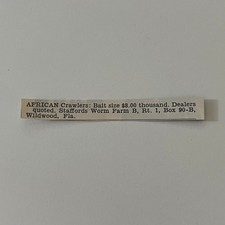 AFRICAN Crawlers: Bait size $8.00 thousand. Dealers
quoted. Staffords Worm Farm B, Rt. 1, Box 90-B,
Wildwood, Fla.